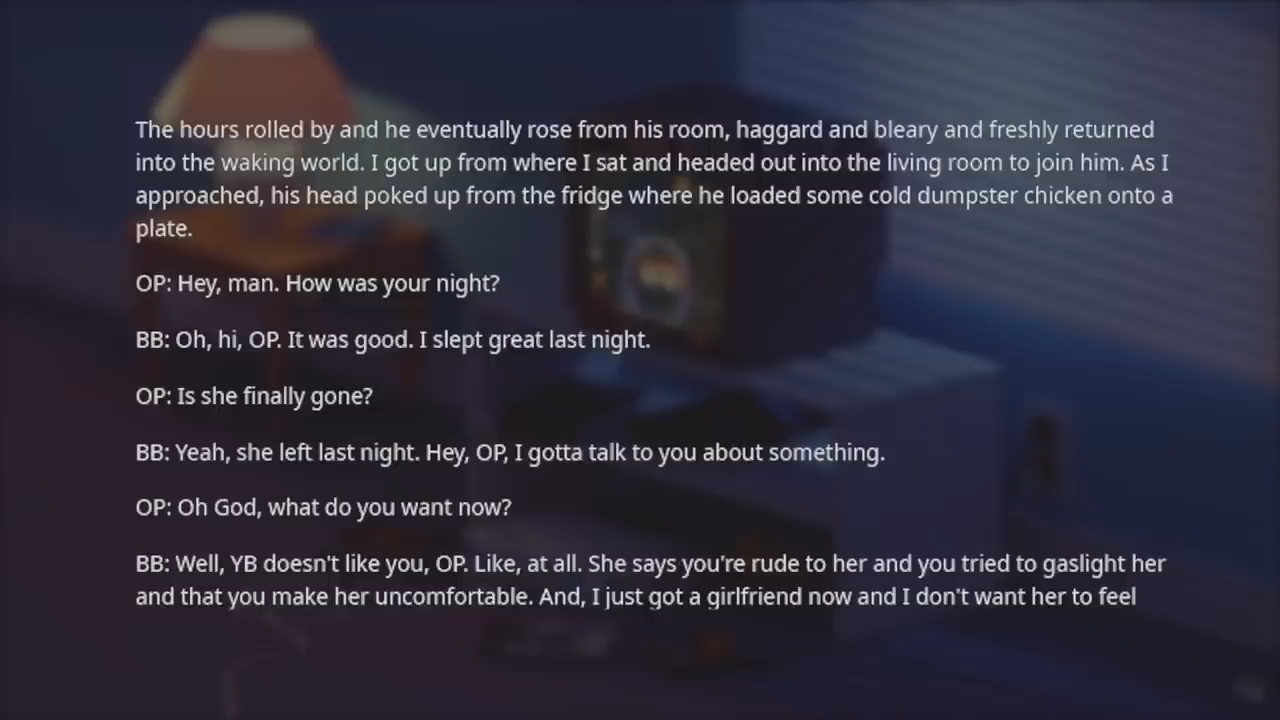 The hours rolled by and he eventually rose from his room, haggard and bleary and freshly returned
into the waking world. I got up from where I sat and headed out into the living room to join him. As I
approached, his head poked up from the fridge where he loaded some cold dumpster chicken onto a
plate.
OP: Hey, man. How was your night?
BB: Oh, hi, OP. It was good. I slept great last night.
OP: Is she finally gone?
BB: Yeah, she left last night. Hey, OP, I gotta talk to you about something.
OP: Oh God, what do you want now?
BB: Well, YB doesn't like you, OP. Like, at all. She says you're rude to her and you tried to gaslight her
and that you make her uncomfortable. And, I just got a girlfriend now and I don't want her to feel